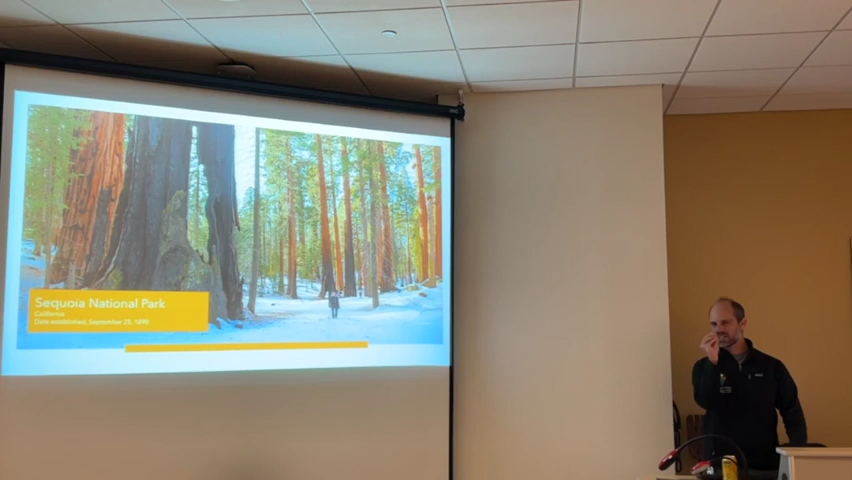 Sequoia National Park
California
Date established, September 25, 1890